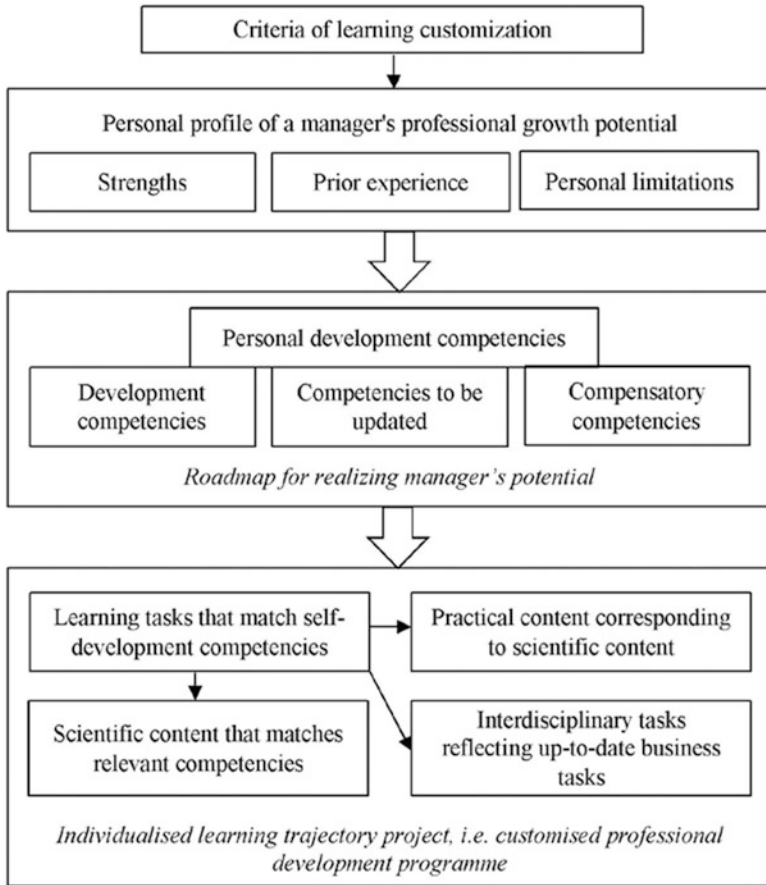 Criteria of learning customization
Personal profile of a manager's professional growth potential
Strengths
Prior experience
Personal limitations
Personal development competencies
Development
competencies
Competencies to be
updated
Compensatory
competencies
Roadmap for realizing manager's potential
Learning tasks that match self-
development competencies
Practical content corresponding
to scientific content
Scientific content that matches
relevant competencies
Interdisciplinary tasks
reflecting up-to-date business
tasks
Individualised learning trajectory project, i.e. customised professional
development programme